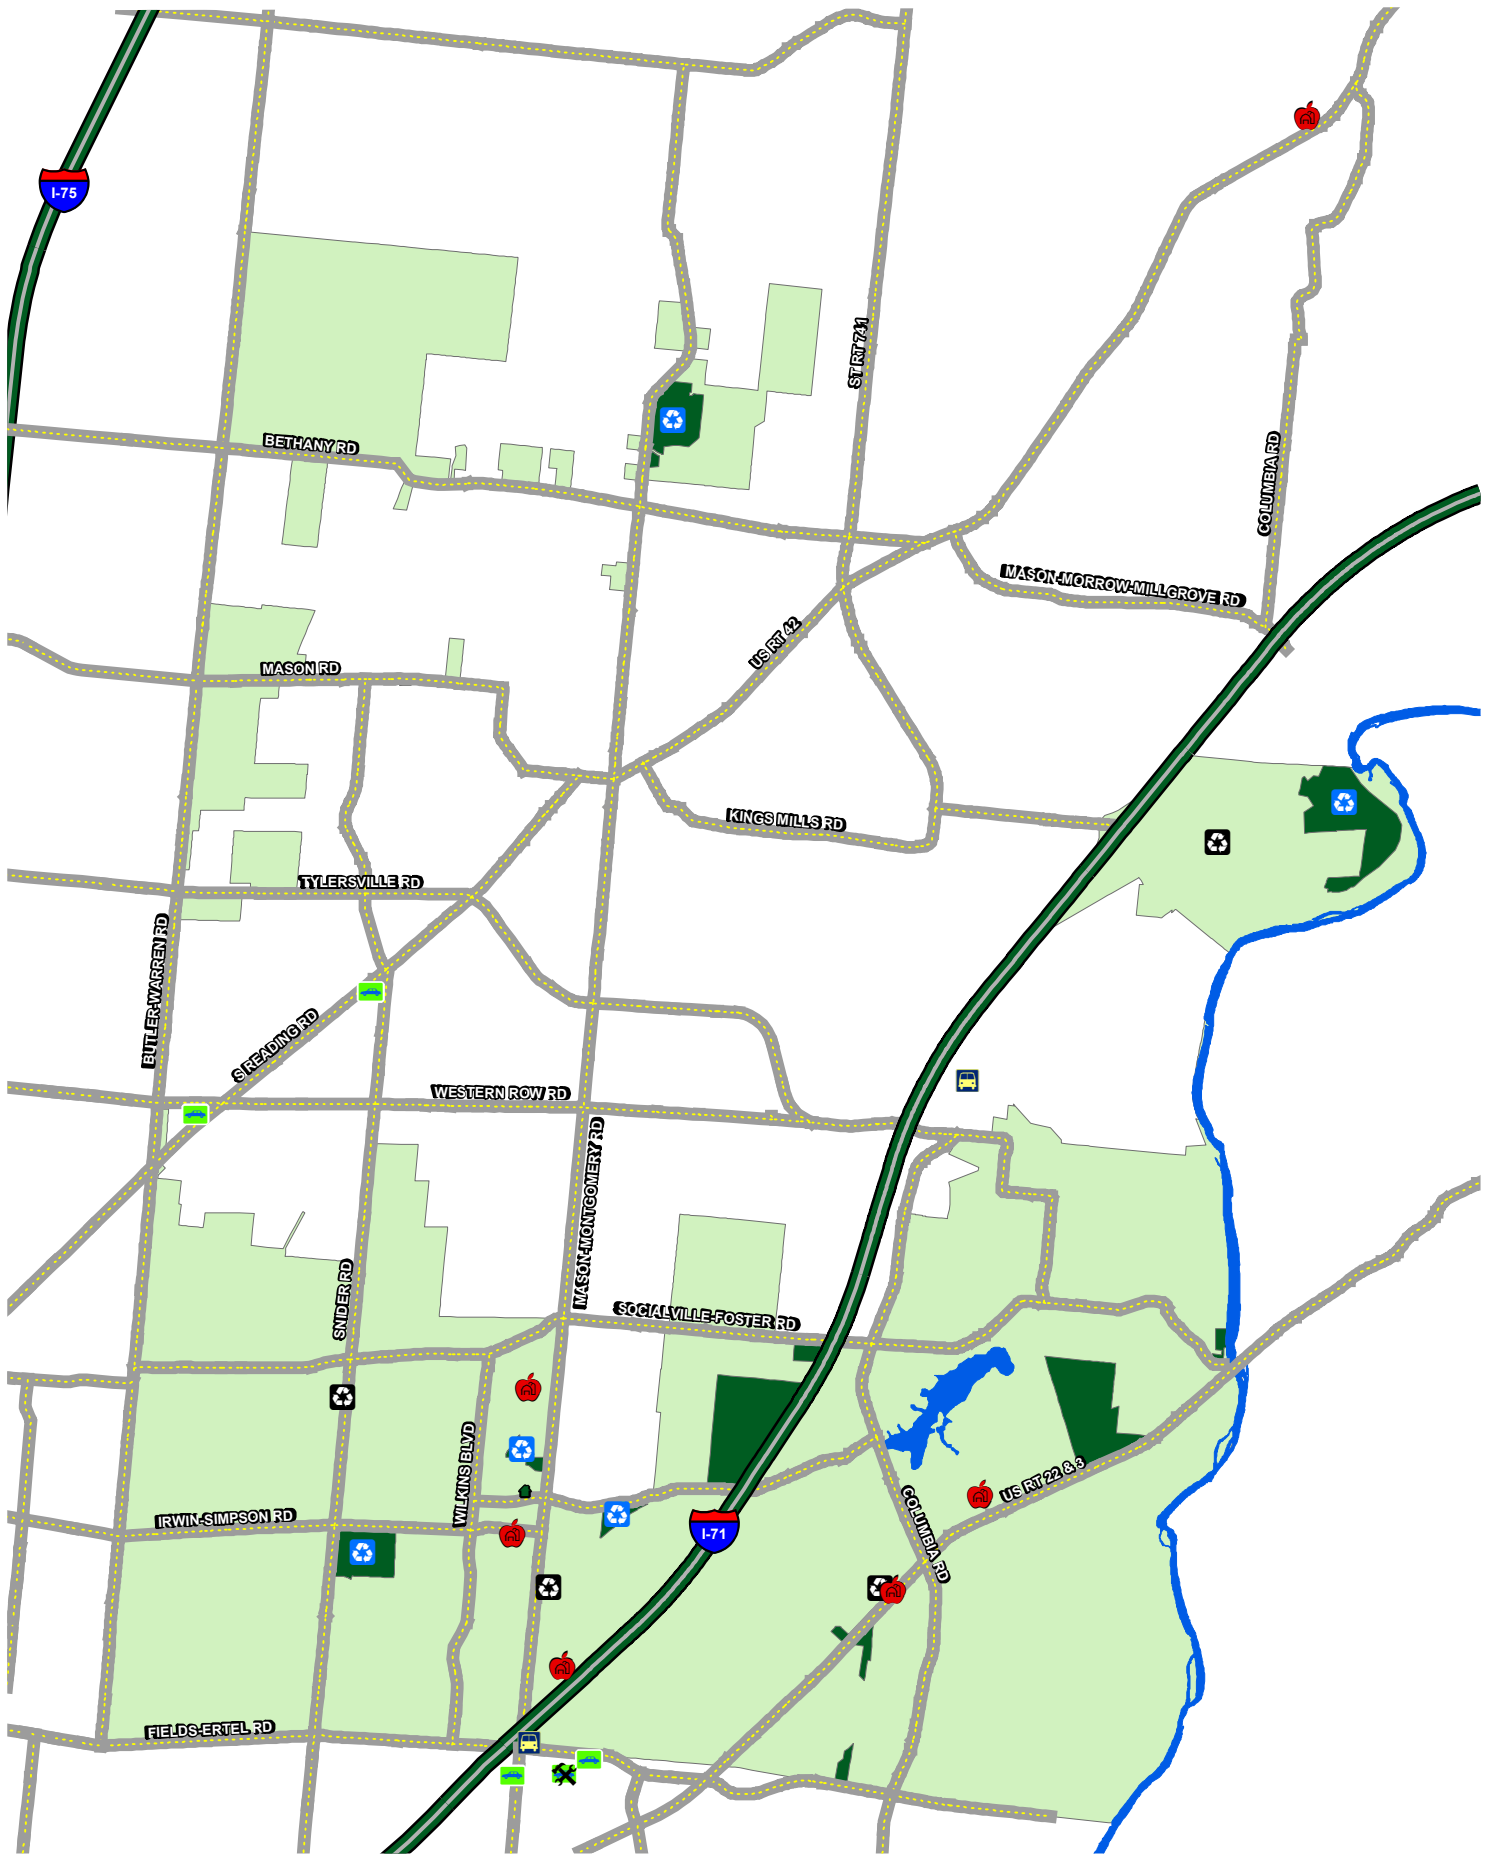 I-75
ST RT 741
BETHANY RD
COLUMBIA RD
MASON-MORROW-MILLGROVE RD
US RT 42
MASON RD
KINGS MILLS RD
TYLERSVILLE RD
BUTLER-WARREN RD
S READING RD
WESTERN ROW RD
MASON-MONTGOMERY RD
SNIDER RD
SOCIALVILLE-FOSTER RD
WILKINS BLVD
US RT 22 & 3
IRWIN-SIMPSON RD
COLUMBIA RD
I-71
FIELDS-ERTEL RD